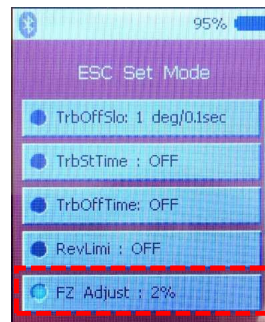 95%
ESC Set Mode
TrbOffSlo: 1 deg/0.1sec
TrbStTime : OFF
TrbOffTime: OFF
RevLimi : OFF
FZ Adjust : 2%